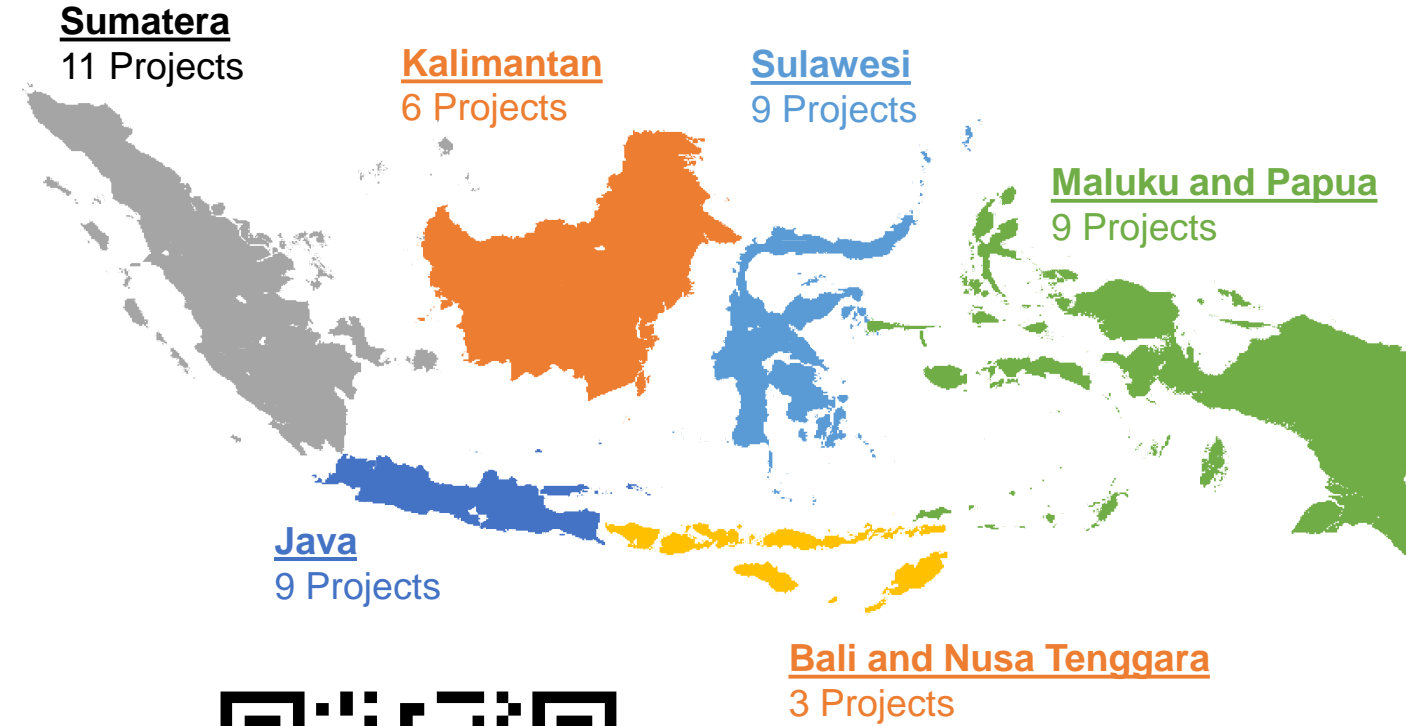 Sumatera
11 Projects
Kalimantan
6 Projects
Sulawesi
9 Projects
Maluku and Papua
9 Projects
Java
9 Projects
Bali and Nusa Tenggara
3 Projects